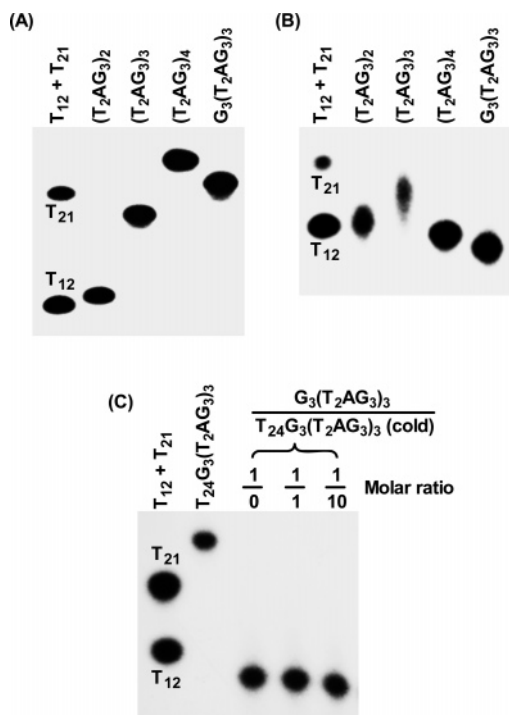 (A)
T12 + T21
(T2AG3)2
(T2AG3)3
(T2AG3)4
G3(T2AG3)3
T21
T12
(B)
T12 + T21
(T2AG3)2
(T2AG3)3
(T2AG3)4
G3(T2AG3)3
T21
T12
(C)
T12 + T21
T24G3(T2AG3)3
G3(T2AG3)3
T24G3(T2AG3)3 (cold)
1 1 1 Molar ratio
0 1 10
T21
T12